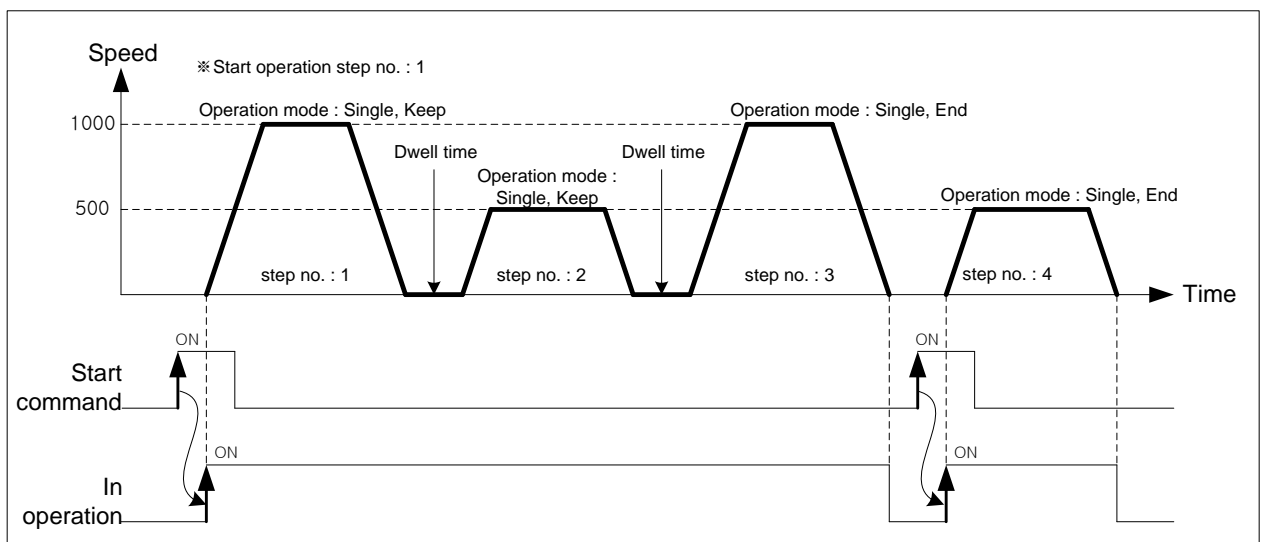 Speed
※Start operation step no. : 1
Operation mode : Single, Keep
Operation mode : Single, End
1000
Dwell time
Dwell time
Operation mode :
Single, Keep
Operation mode : Single, End
500
step no. : 1
step no. : 2
step no. : 3
step no. : 4
Time
ON
ON
Start
command
ON
ON
In
operation